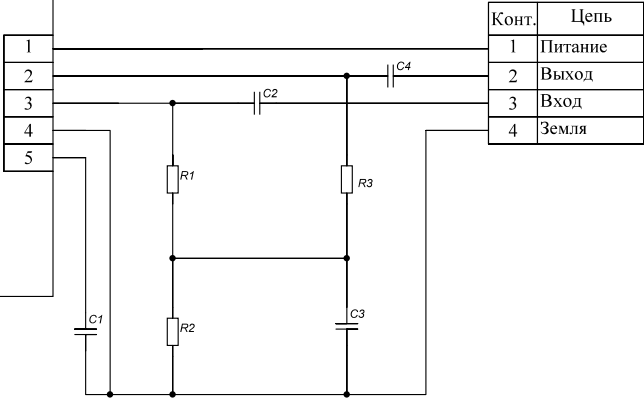 Конт. Цепь
1 1 Питание
C4
2 2 Выход
C2
3 3 Вход
4 4 Земля
5
R1 R3
C1 R2 C3